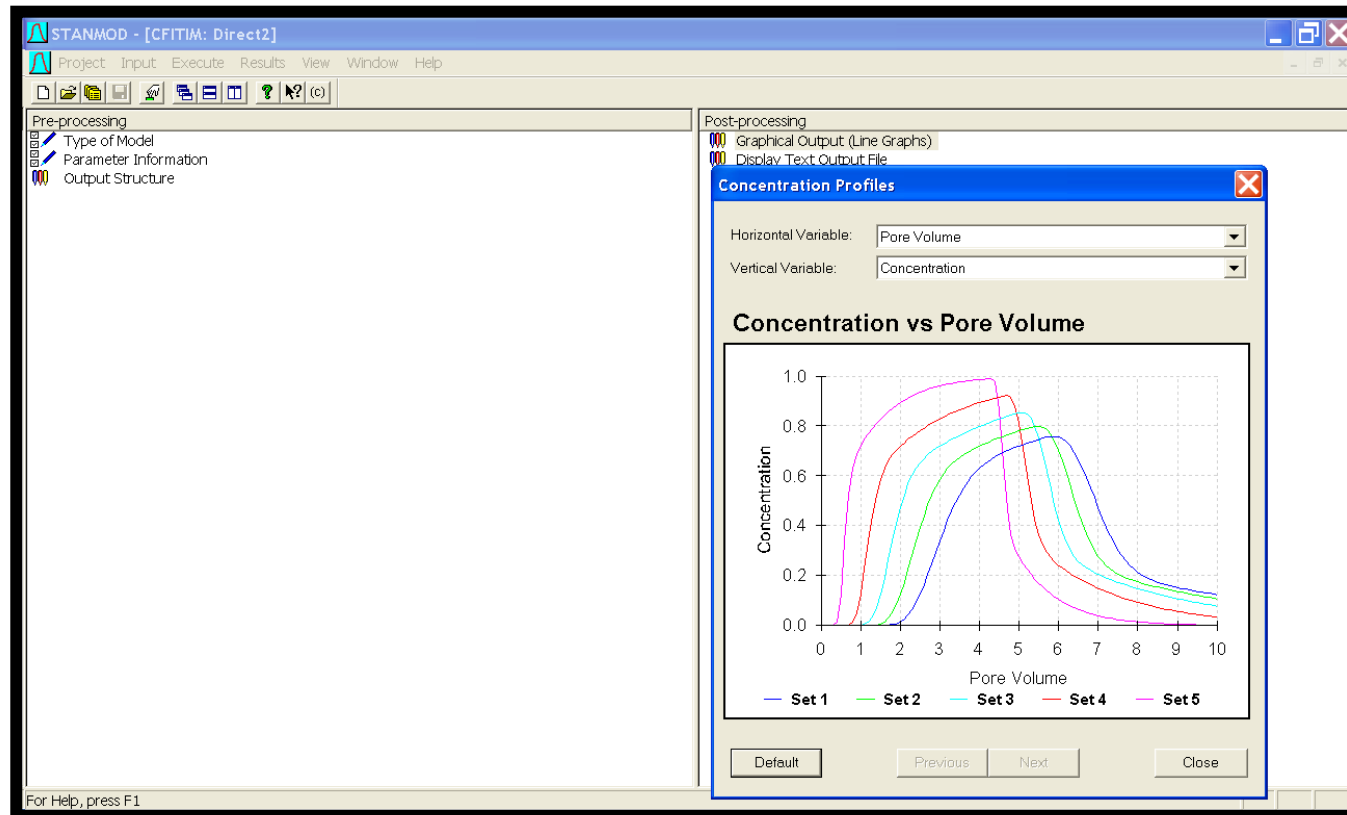 STANMOD - [CFITIM: Direct2]
Project Input Execute Results View Window Help
? ? (c)
Pre-processing
Type of Model
Parameter Information
Output Structure
Post-processing
Graphical Output (Line Graphs)
Display Text Output File
Concentration Profiles
Horizontal Variable: Pore Volume
Vertical Variable: Concentration
Concentration vs Pore Volume
Concentration
1.0
0.8
0.6
0.4
0.2
0.0
0 1 2 3 4 5 6 7 8 9 10
Pore Volume
Set 1 Set 2 Set 3 Set 4 Set 5
Default Previous Next Close
For Help, press F1